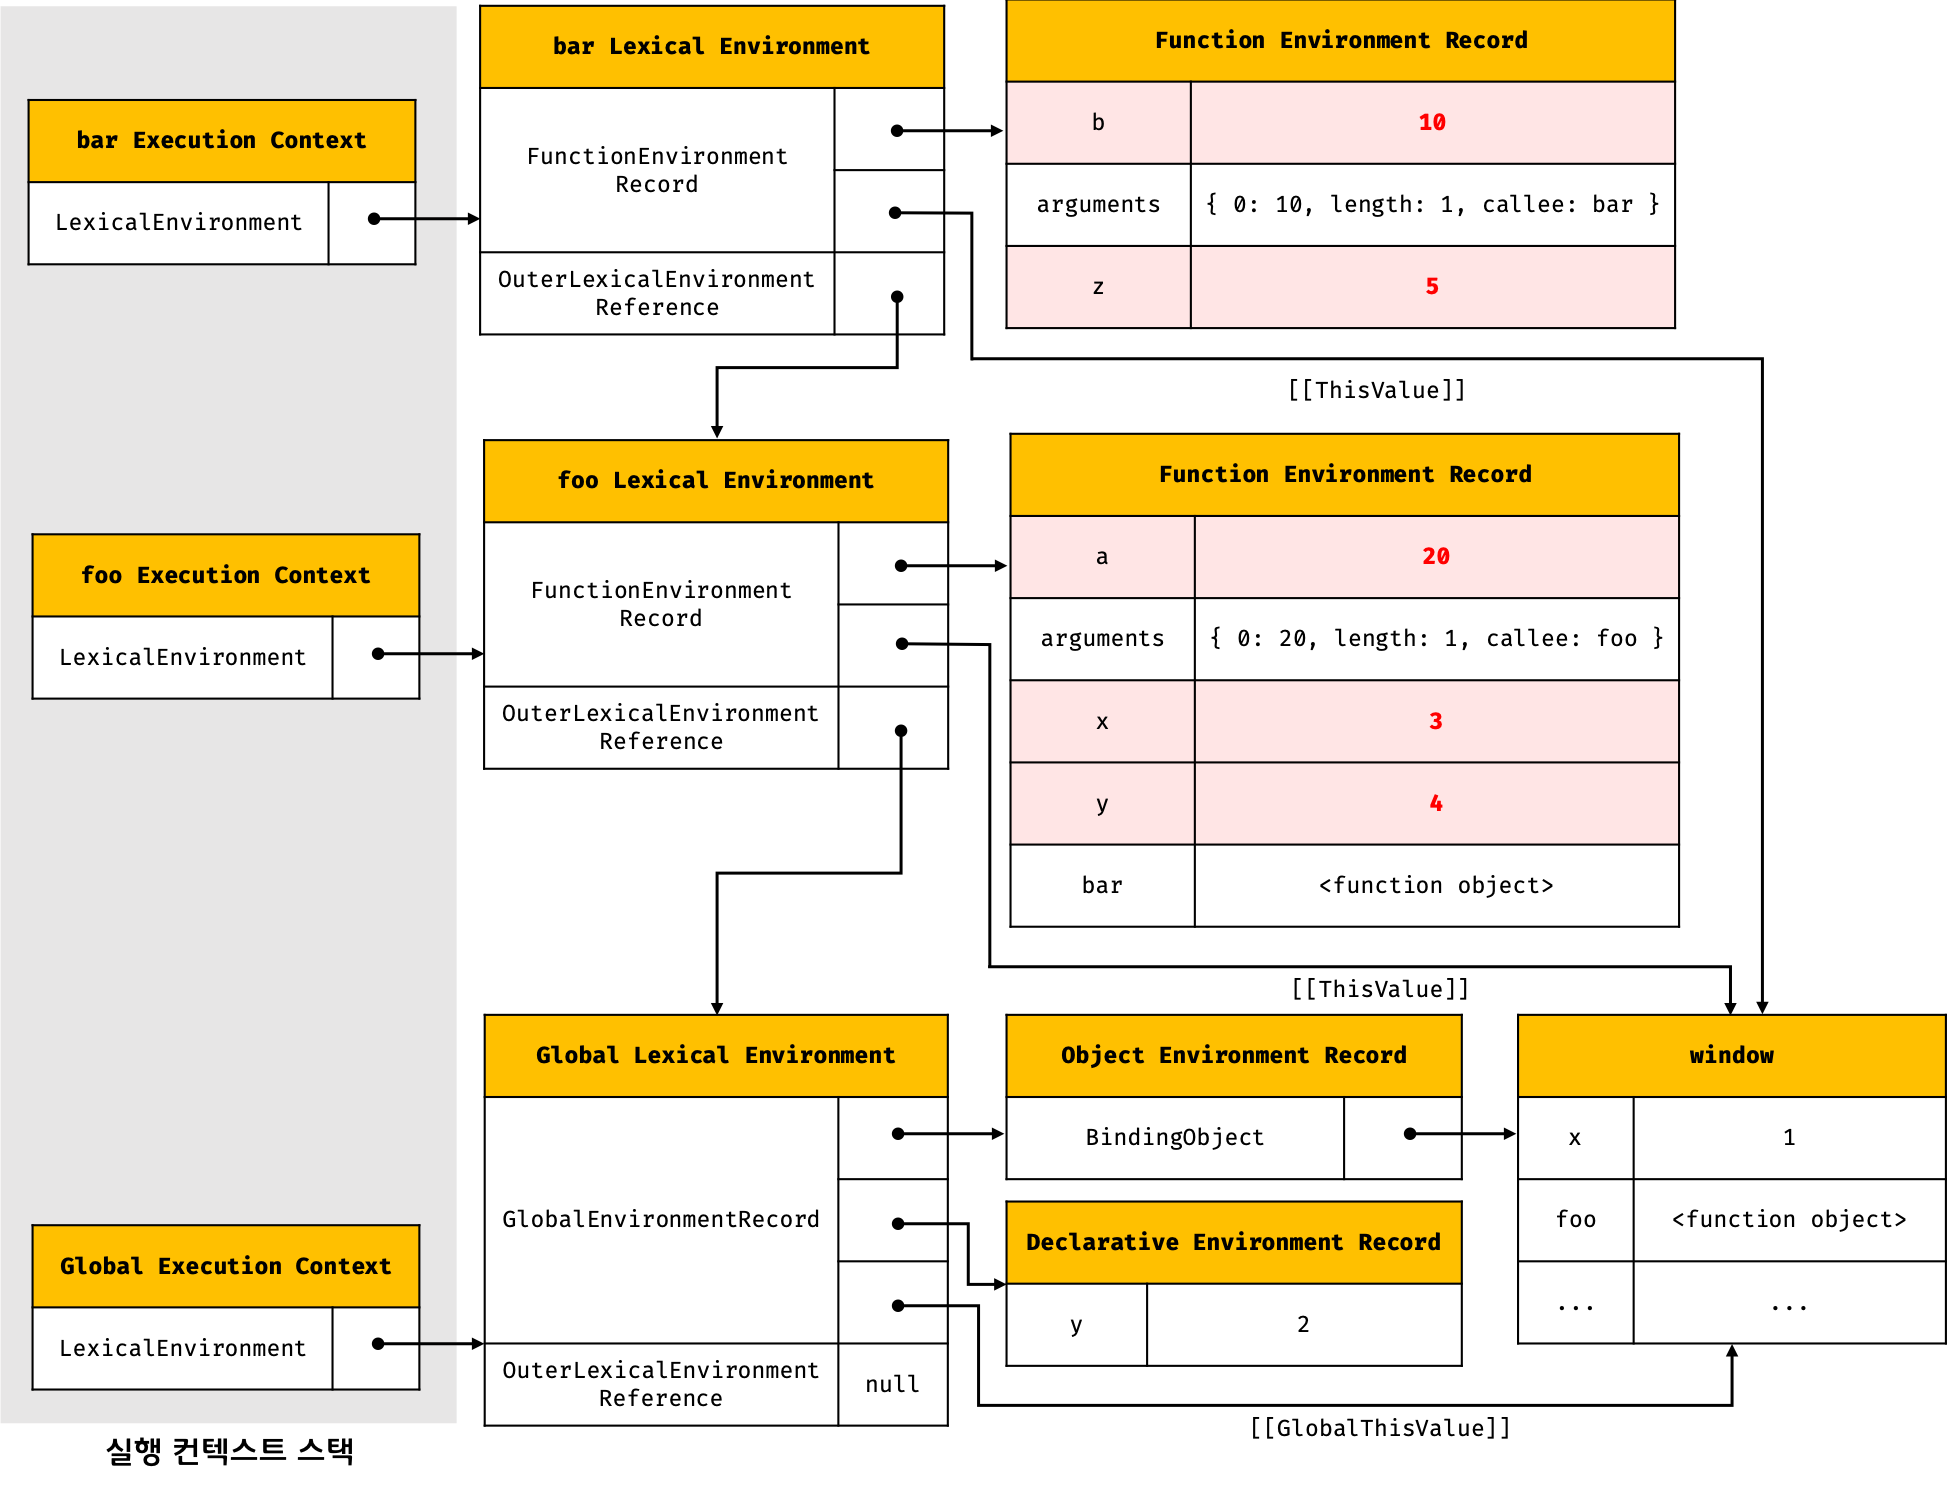 bar Execution Context
LexicalEnvironment
bar Lexical Environment
FunctionEnvironment
Record
OuterLexicalEnvironment
Reference
Function Environment Record
b 10
arguments { 0: 10, length: 1, callee: bar }
z 5
[[ThisValue]]
foo Execution Context
LexicalEnvironment
foo Lexical Environment
FunctionEnvironment
Record
OuterLexicalEnvironment
Reference
Function Environment Record
a 20
arguments { 0: 20, length: 1, callee: foo }
x 3
y 4
bar <function object>
[[ThisValue]]
Global Execution Context
LexicalEnvironment
Global Lexical Environment
GlobalEnvironmentRecord
OuterLexicalEnvironment
Reference
null
Object Environment Record
BindingObject
Declarative Environment Record
y 2
window
x 1
foo <function object>
... ...
[[GlobalThisValue]]
실행 컨텍스트 스택